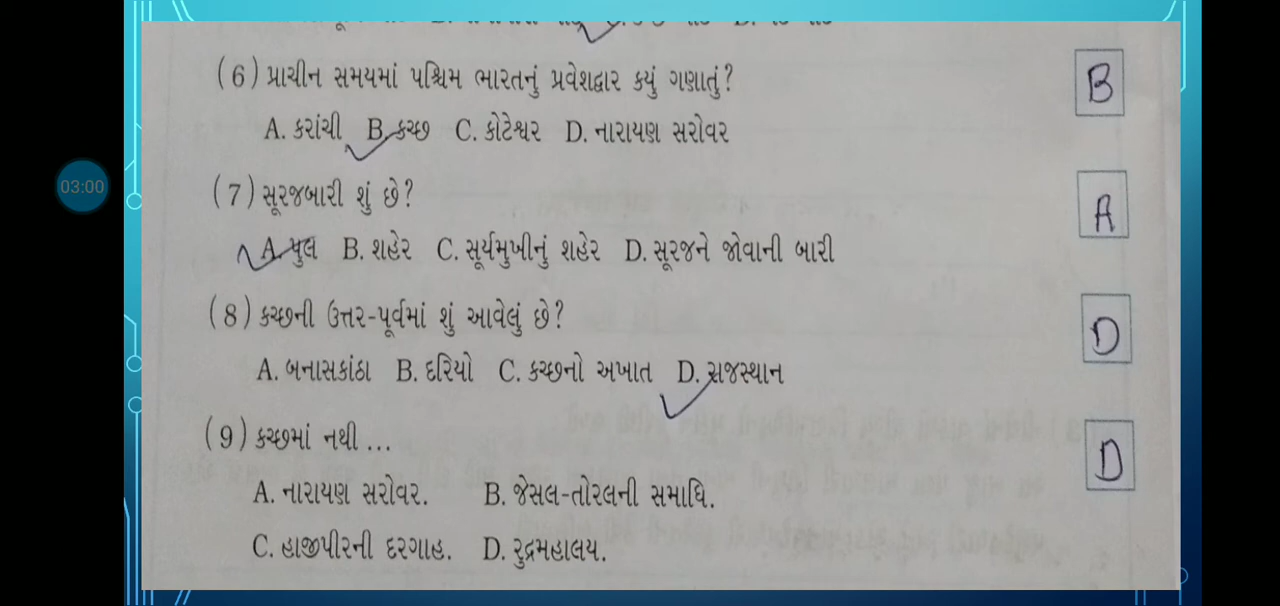 (6) પ્રાચીન સમયમાં પશ્ચિમ ભારતનું પ્રવેશદ્વાર કયું ગણાતું?
B
A. કરાંચી B. કચ્છ C. કોટેશ્વર D. નારાયણ સરોવર
03:00
(7) સૂરજબારી શું છે?
A
A. પુલ B. શહેર C. સૂર્યમુખીનું શહેર D. સૂરજને જોવાની બારી
(8) કચ્છની ઉત્તર-પૂર્વમાં શું આવેલું છે?
D
A. બનાસકાંઠા B. દરિયો C. કચ્છનો અખાત D. રાજસ્થાન
(9) કચ્છમાં નથી ...
D
A. નારાયણ સરોવર. B. જેસલ-તોરલની સમાધિ.
C. હાજીપીરની દરગાહ. D. રુદ્રમહાલય.